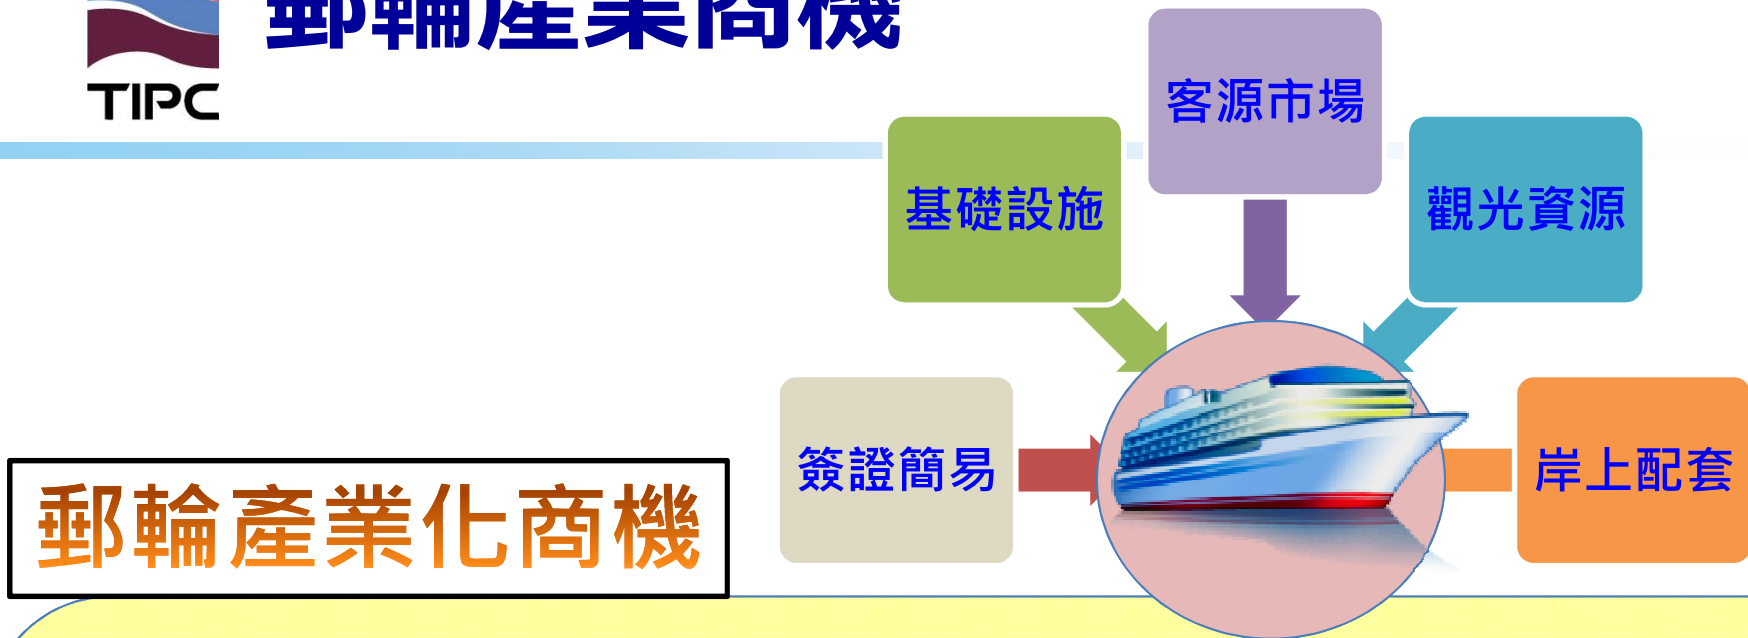 郵輪產業商機
TIPC
客源市場
基礎設施
觀光資源
簽證簡易
岸上配套
郵輪產業化商機